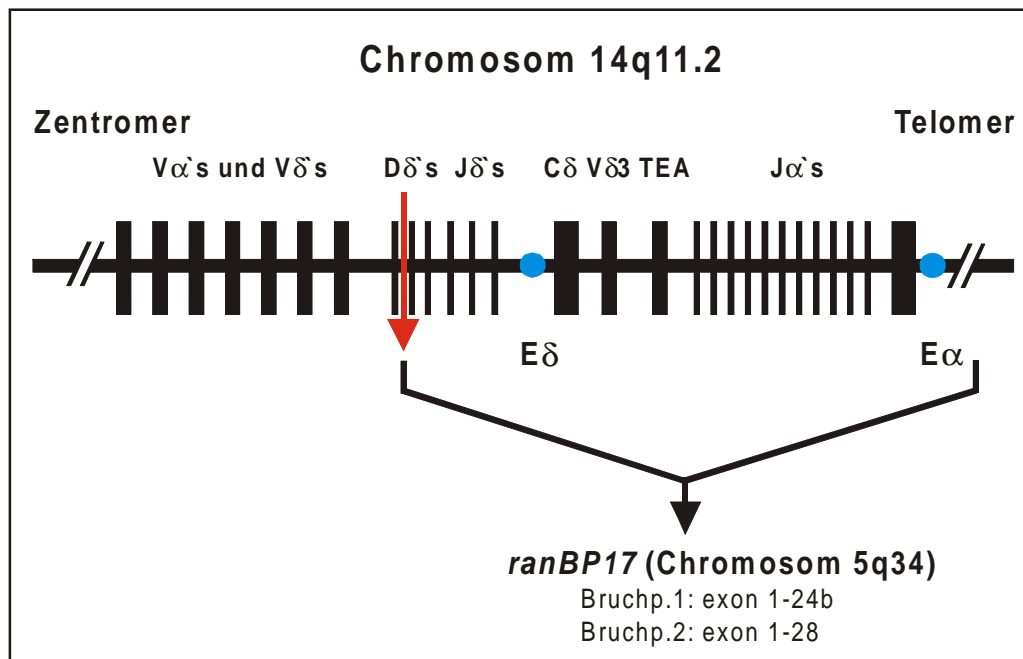 Chromosom 14q11.2
Zentromer Telomer
Vα`s und Vδ`s Dδ`s Jδ`s Cδ Vδ3 TEA Jα`s
Eδ Eα
ranBP17 (Chromosom 5q34)
Bruchp.1: exon 1-24b
Bruchp.2: exon 1-28